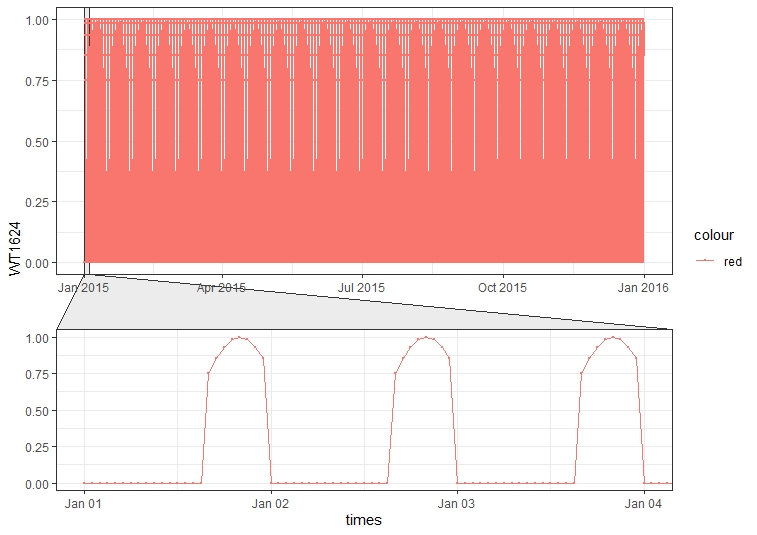 1.00
0.75
0.50
0.25
0.00
WT1624
Jan 2015
Apr 2015
Jul 2015
Oct 2015
Jan 2016
colour
red
1.00
0.75
0.50
0.25
0.00
Jan 01
Jan 02
Jan 03
Jan 04
times